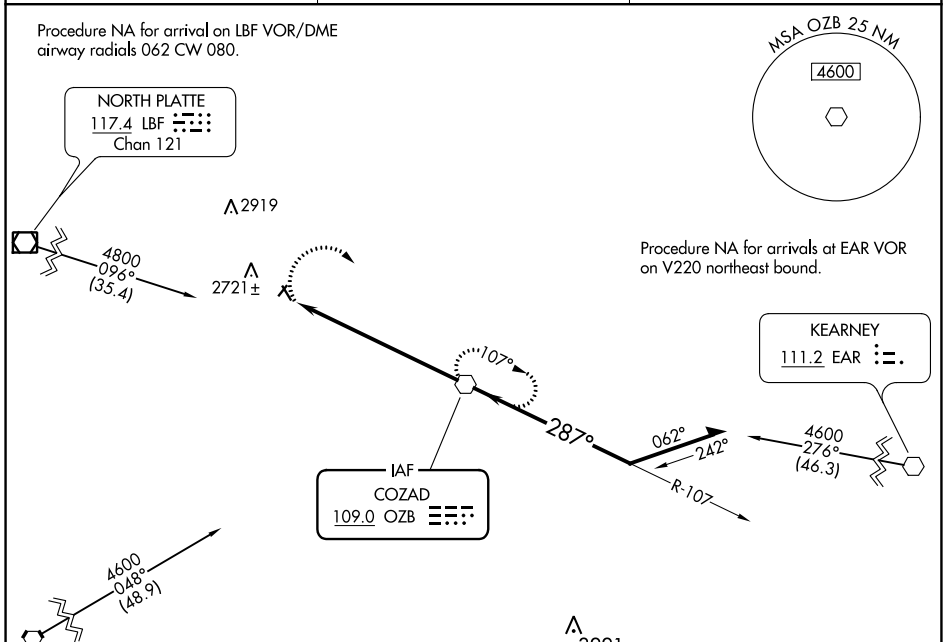 Procedure NA for arrival on LBF VOR/DME
airway radials 062 CW 080.
MSA OZB 25 NM
4600
NORTH PLATTE
117.4 LBF
Chan 121
2919
4800
096°
(35.4)
2721±
Procedure NA for arrivals at EAR VOR
on V220 northeast bound.
KEARNEY
111.2 EAR
107°
287°
062°
242°
4600
276°
(46.3)
R-107
IAF
COZAD
109.0 OZB
4600
048°
(48.9)